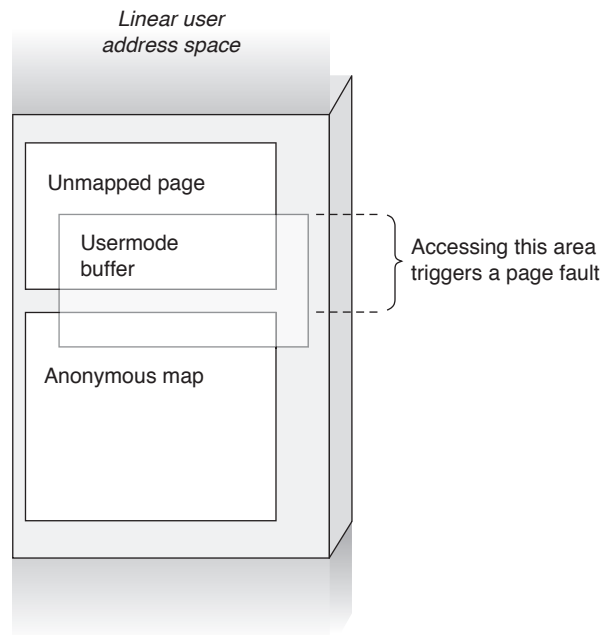 Linear user
address space
Unmapped page
Usermode
buffer
Accessing this area
triggers a page fault
Anonymous map